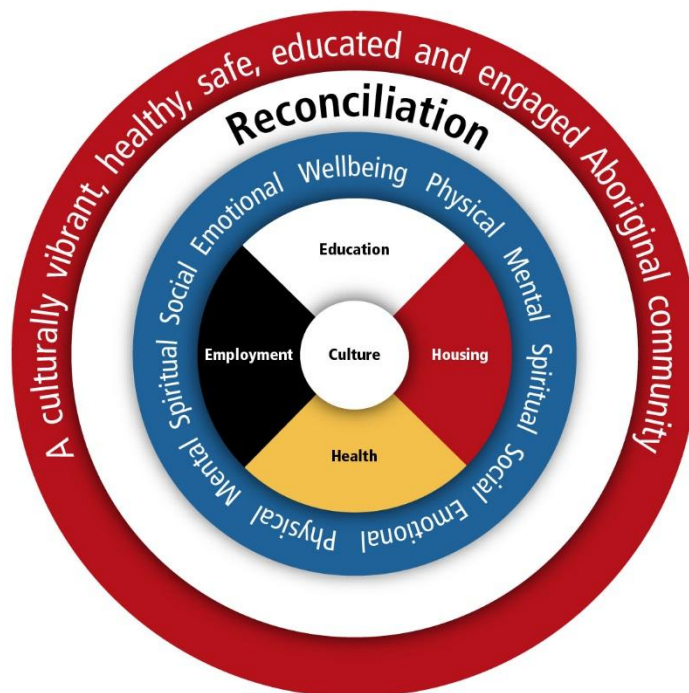 A culturally vibrant, healthy, safe, educated and engaged Aboriginal community
Reconciliation
Mental Spiritual Social Emotional Wellbeing Physical Mental Spiritual Social Emotional Physical
Education
Employment
Culture
Housing
Health